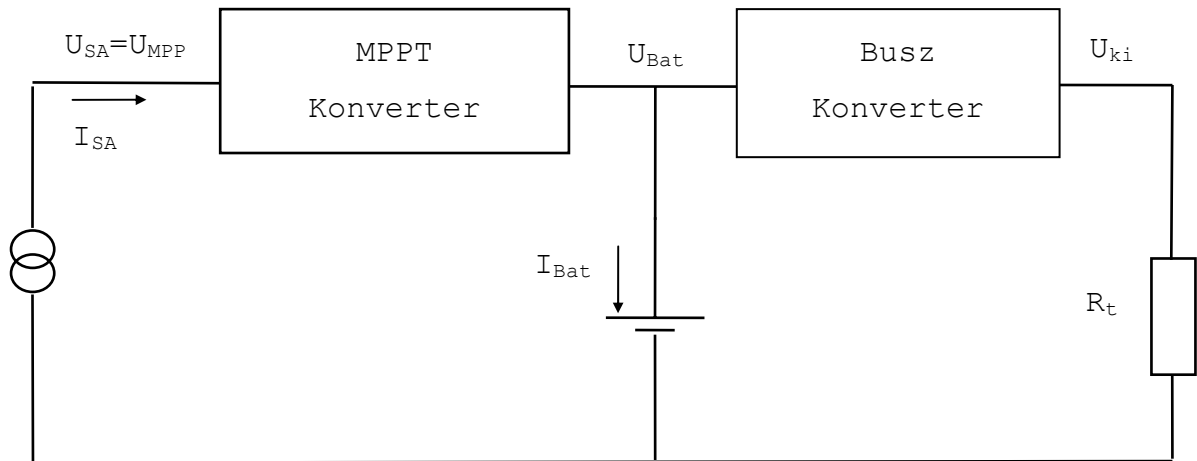 U_SA=U_MPP
I_SA
MPPT
Konverter
U_Bat
I_Bat
Busz
Konverter
U_ki
R_t